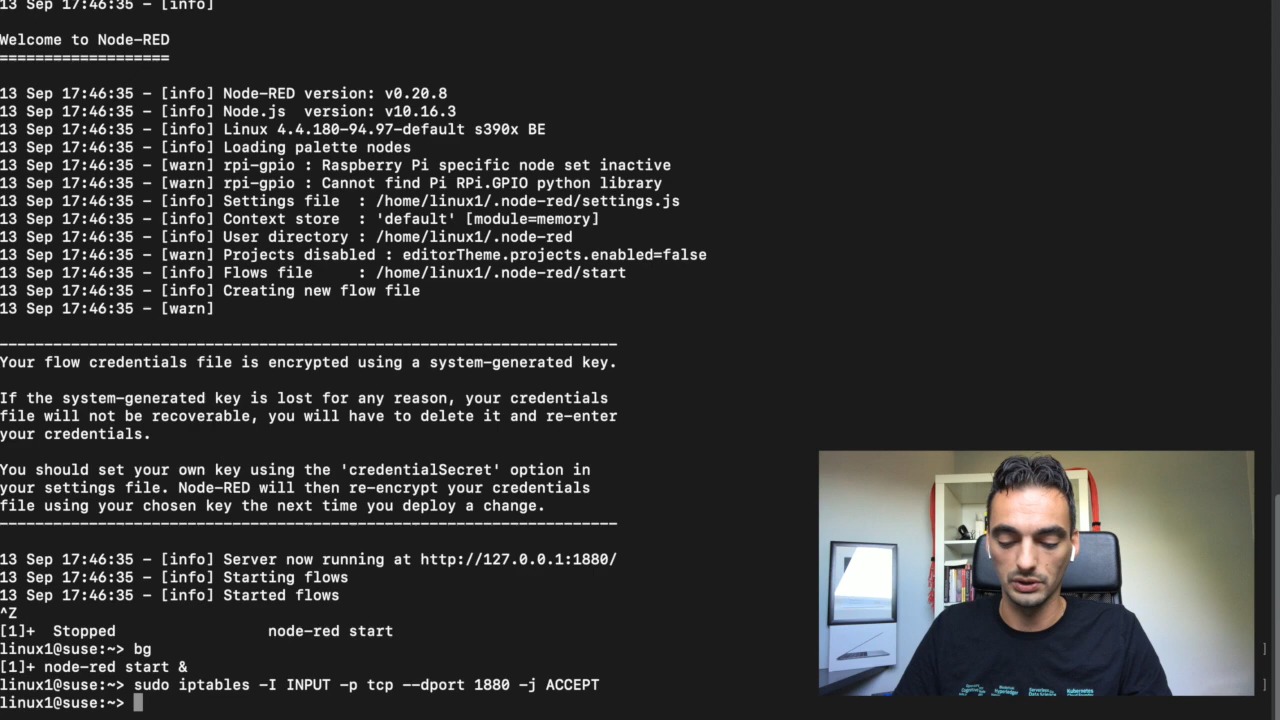 13 Sep 17:46:35 - [info]
Welcome to Node-RED
===================
13 Sep 17:46:35 - [info] Node-RED version: v0.20.8
13 Sep 17:46:35 - [info] Node.js  version: v10.16.3
13 Sep 17:46:35 - [info] Linux 4.4.180-94.97-default s390x BE
13 Sep 17:46:35 - [info] Loading palette nodes
13 Sep 17:46:35 - [warn] rpi-gpio : Raspberry Pi specific node set inactive
13 Sep 17:46:35 - [warn] rpi-gpio : Cannot find Pi RPi.GPIO python library
13 Sep 17:46:35 - [info] Settings file  : /home/linux1/.node-red/settings.js
13 Sep 17:46:35 - [info] Context store  : 'default' [module=memory]
13 Sep 17:46:35 - [info] User directory : /home/linux1/.node-red
13 Sep 17:46:35 - [warn] Projects disabled : editorTheme.projects.enabled=false
13 Sep 17:46:35 - [info] Flows file     : /home/linux1/.node-red/start
13 Sep 17:46:35 - [info] Creating new flow file
13 Sep 17:46:35 - [warn]
---------------------------------------------------------------------
Your flow credentials file is encrypted using a system-generated key.
If the system-generated key is lost for any reason, your credentials
file will not be recoverable, you will have to delete it and re-enter
your credentials.
You should set your own key using the 'credentialSecret' option in
your settings file. Node-RED will then re-encrypt your credentials
file using your chosen key the next time you deploy a change.
---------------------------------------------------------------------
13 Sep 17:46:35 - [info] Server now running at http://127.0.0.1:1880/
13 Sep 17:46:35 - [info] Starting flows
13 Sep 17:46:35 - [info] Started flows
^Z
[1]+  Stopped                 node-red start
linux1@suse:~> bg
[1]+ node-red start &
linux1@suse:~> sudo iptables -I INPUT -p tcp --dport 1880 -j ACCEPT
linux1@suse:~>
]
]
Serverless
Data Science
Kubernetes